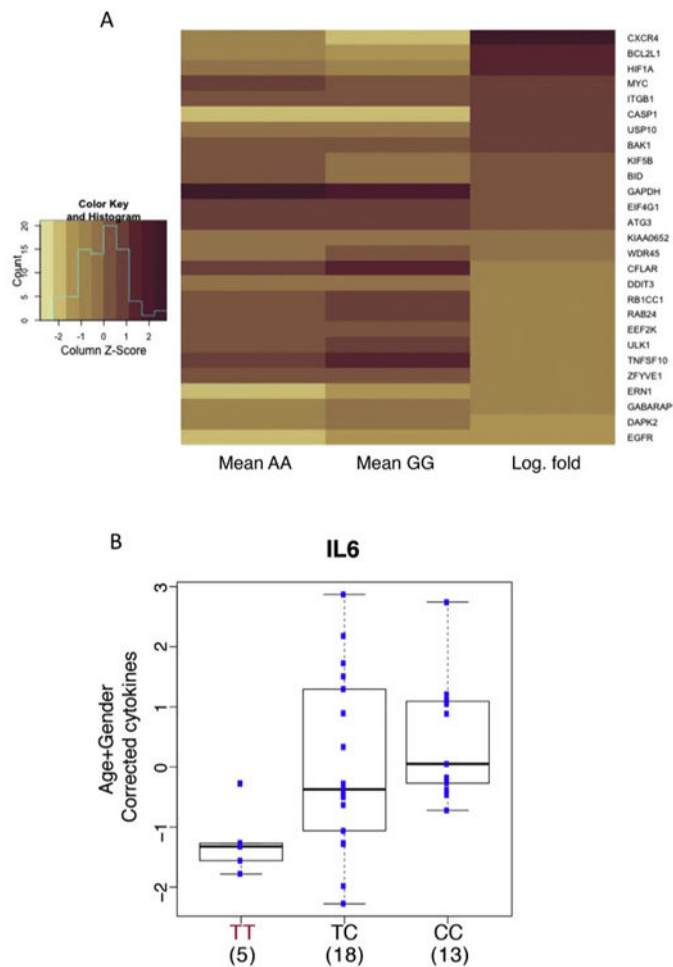 A
CXCR4
BCL2L1
HIF1A
MYC
ITGB1
CASP1
USP10
BAK1
KIF5B
BID
GAPDH
EIF4G1
ATG3
KIAA0652
WDR45
CFLAR
DDIT3
RB1CC1
RAB24
EEF2K
ULK1
TNFSF10
ZFYVE1
ERN1
GABARAP
DAPK2
EGFR
Color Key
and Histogram
Count
0 5 10 15 20
-2 -1 0 1 2
Column Z-Score
Mean AA Mean GG Log. fold
B
IL6
Age+Gender
Corrected cytokines
3
2
1
0
−1
−2
TT TC CC
(5) (18) (13)